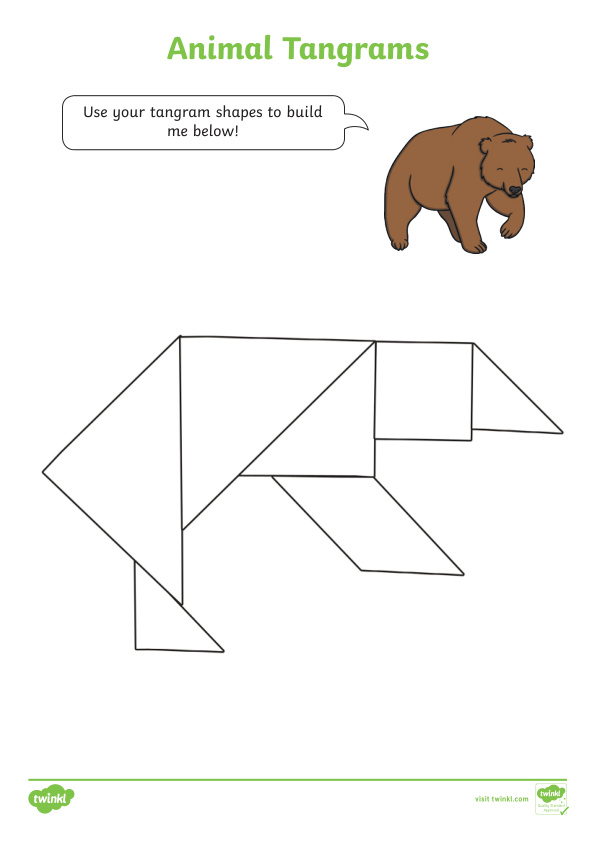 Animal Tangrams
Use your tangram shapes to build
me below!
twinkl
visit twinkl.com
twinkl
Quality Standard
Approved